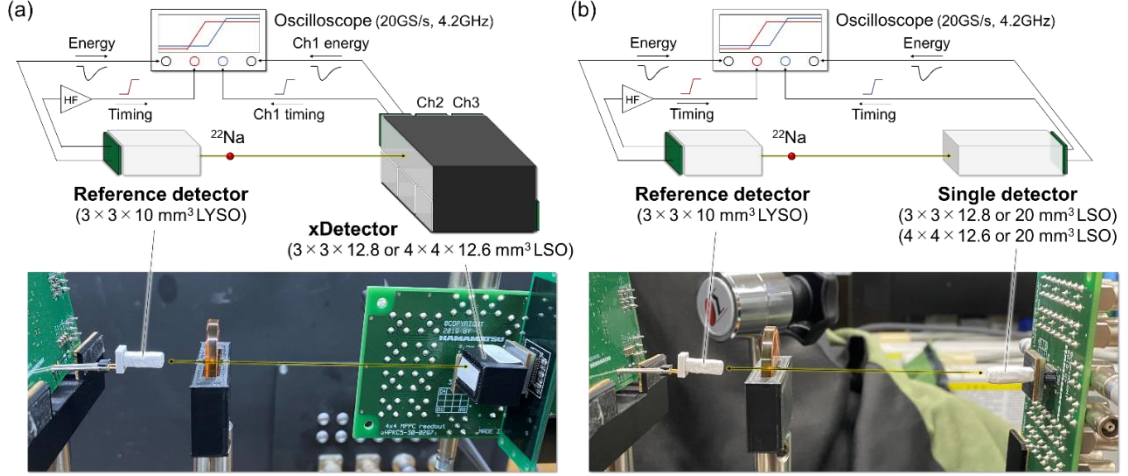 (a)
Oscilloscope (20GS/s, 4.2GHz)
Energy
Ch1 energy
HF
Timing
Ch1 timing
Ch2
Ch3
22Na
Reference detector
(3 × 3 × 10 mm3 LYSO)
xDetector
(3 × 3 × 12.8 or 4 × 4 × 12.6 mm3 LSO)
©COPYRIGHT
2018 BY
HAMAMATSU
4x4 MPPC readout
(b)
Oscilloscope (20GS/s, 4.2GHz)
Energy
Energy
HF
Timing
Timing
22Na
Reference detector
(3 × 3 × 10 mm3 LYSO)
Single detector
(3 × 3 × 12.8 or 20 mm3 LSO)
(4 × 4 × 12.6 or 20 mm3 LSO)